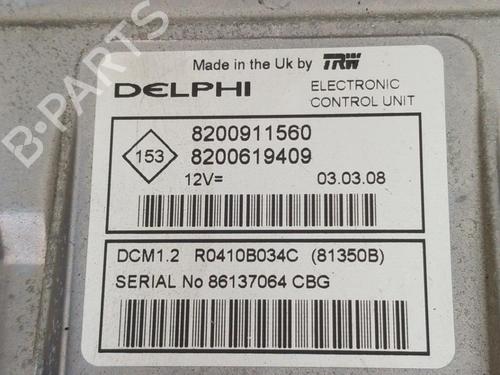 B-PARTS
Made in the Uk by TRW
DELPHI
ELECTRONIC
CONTROL UNIT
153
8200911560
8200619409
12V=
03.03.08
DCM1.2 R0410B034C (81350B)
SERIAL No 86137064 CBG